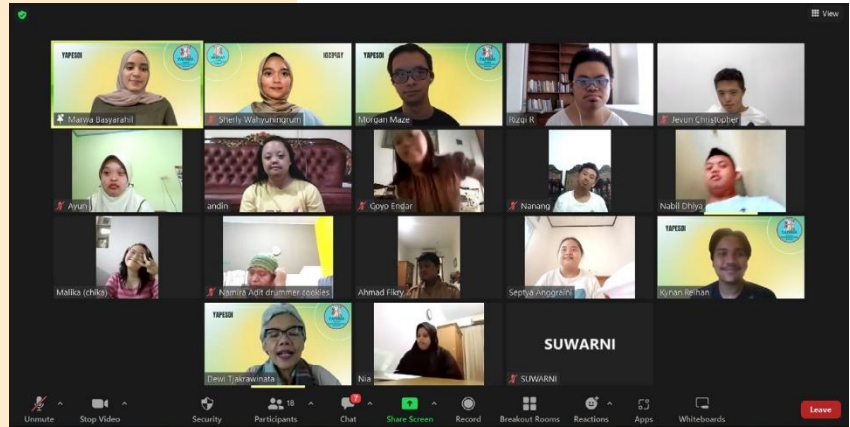 View
YAPESDI
YAPESDI
Marwa Basyarahil
Sherly Wahyuningrum
Morgan Maze
Rizqi R
Jevon Christopher
Ayun
andin
Goyo Endar
Nanang
Nabil Dhiya
YAPESDI
Malika (chika)
Namira Adit drummer cookies
Ahmad Fikry
Septya Anggraini
Kynan Reihan
YAPESDI
SUWARNI
Dewi Tjakrawinata
Nia
SUWARNI
18
7
Unmute
Stop Video
Security
Participants
Chat
Share Screen
Record
Breakout Rooms
Reactions
Apps
Whiteboards
Leave